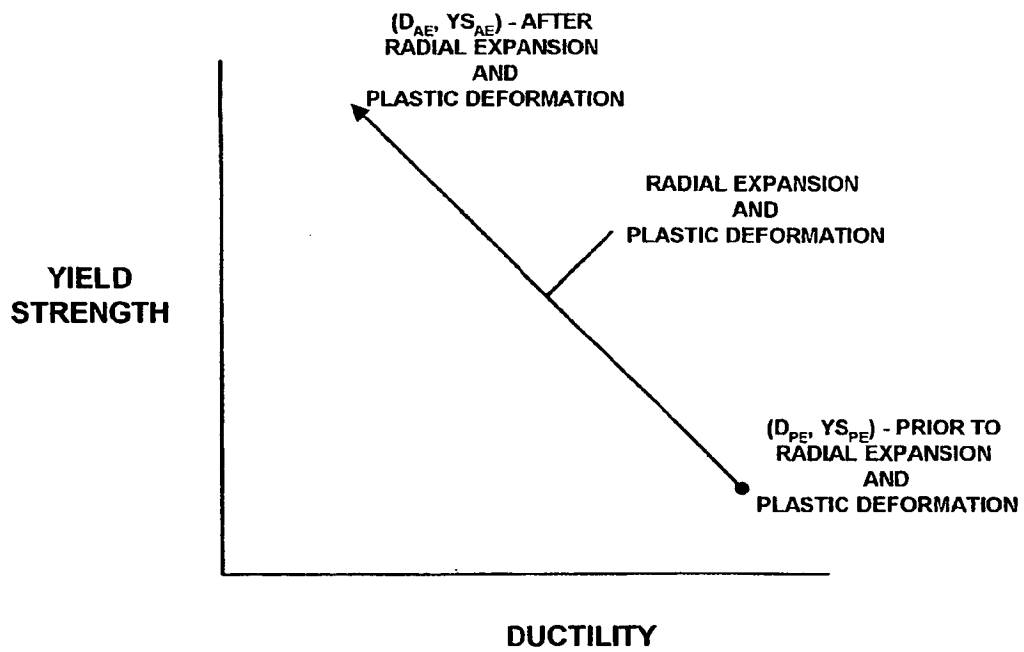 (D_AE, YS_AE) - AFTER
RADIAL EXPANSION
AND
PLASTIC DEFORMATION
RADIAL EXPANSION
AND
PLASTIC DEFORMATION
YIELD
STRENGTH
(D_PE, YS_PE) - PRIOR TO
RADIAL EXPANSION
AND
PLASTIC DEFORMATION
DUCTILITY